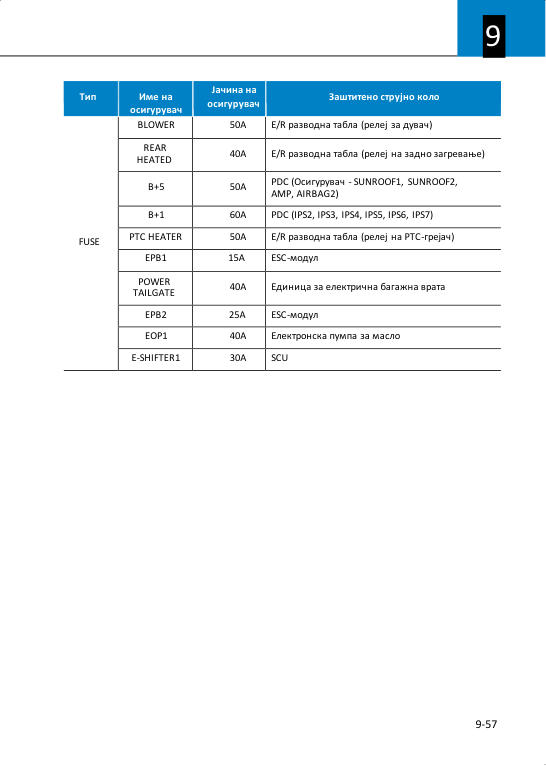 9
Тип
Име на
осигурувач
Јачина на
осигурувач
Заштитено струјно коло
FUSE
BLOWER 50A E/R разводна табла (релеј за дувач)
REAR
HEATED
40A E/R разводна табла (релеј на задно загревање)
B+5 50A PDC (Осигурувач - SUNROOF1, SUNROOF2,
AMP, AIRBAG2)
B+1 60A PDC (IPS2, IPS3, IPS4, IPS5, IPS6, IPS7)
PTC HEATER 50A E/R разводна табла (релеј на PTC-грејач)
EPB1 15A ESC-модул
POWER
TAILGATE
40A Единица за електрична багажна врата
EPB2 25A ESC-модул
EOP1 40A Електронска пумпа за масло
E-SHIFTER1 30A SCU
9-57